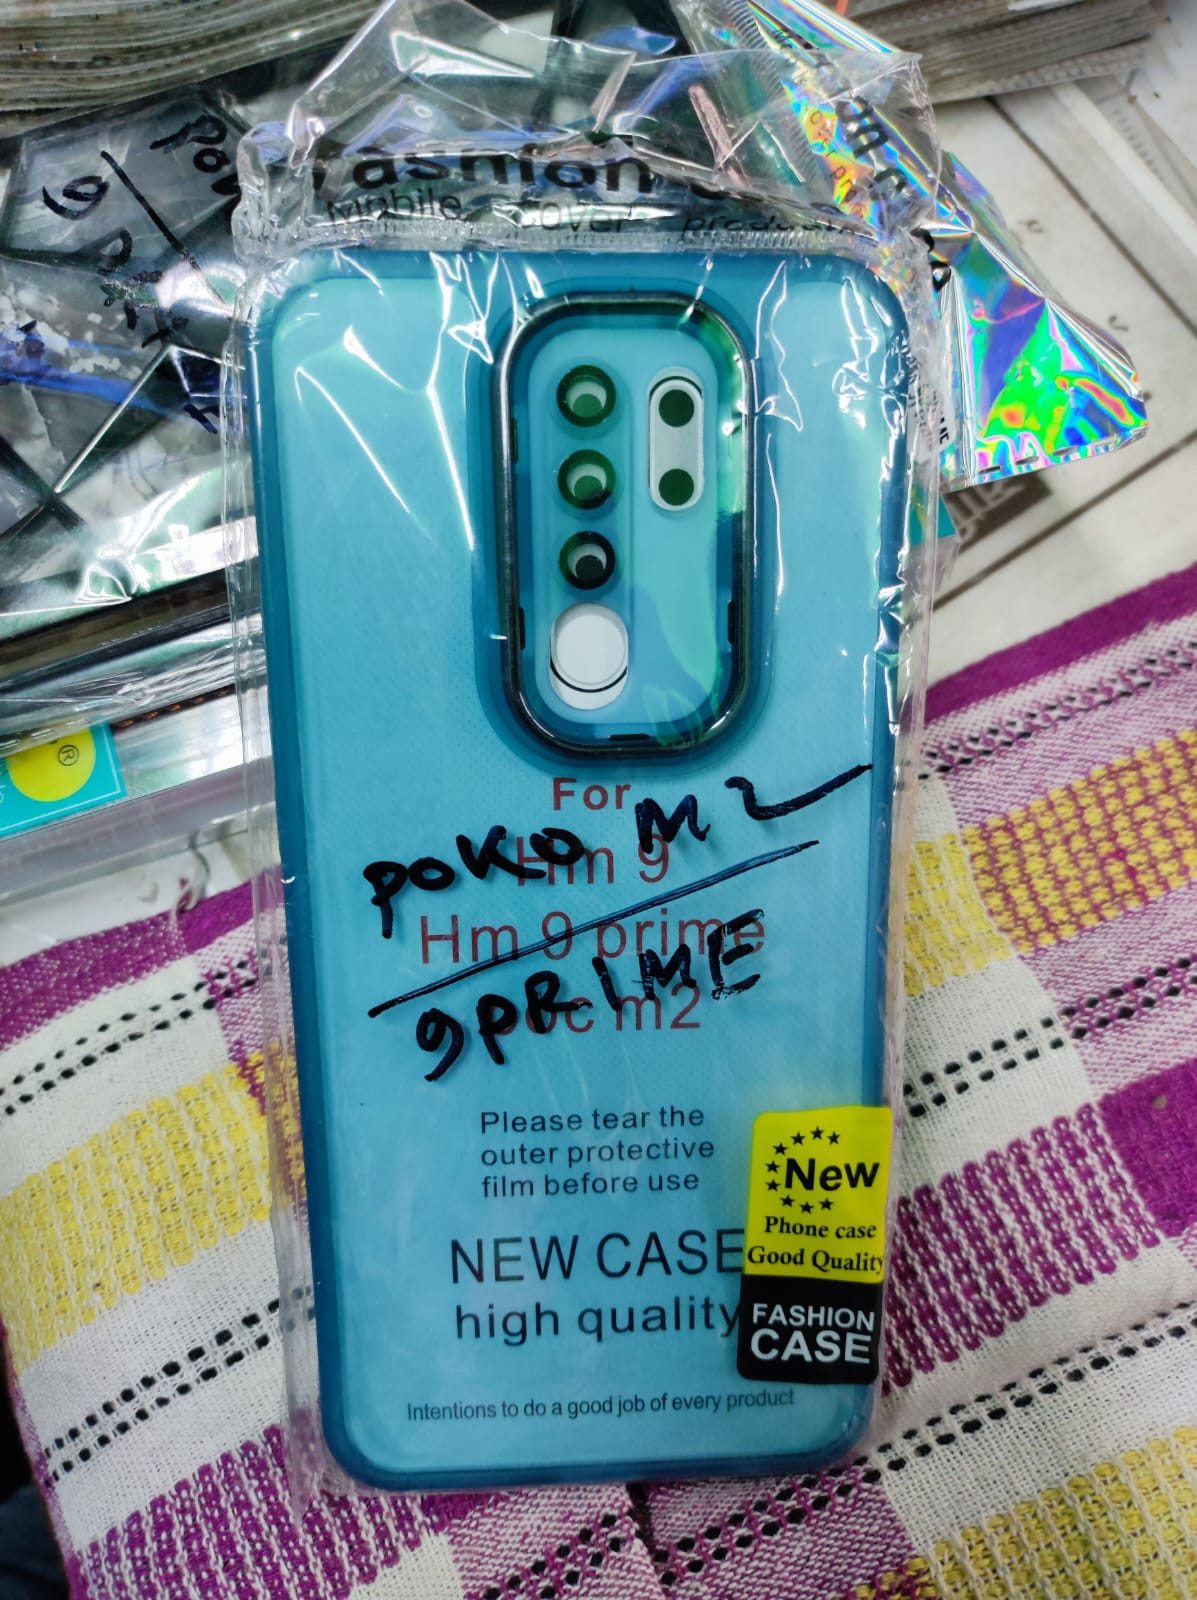 Fashion
Mobile Cover
For
Hm 9
POKO M2
Hm 9 prime
9PRIME
m2
Please tear the
outer protective
film before use
NEW CASE
high quality
Intentions to do a good job of every product
New
Phone case
Good Quality
FASHION
CASE